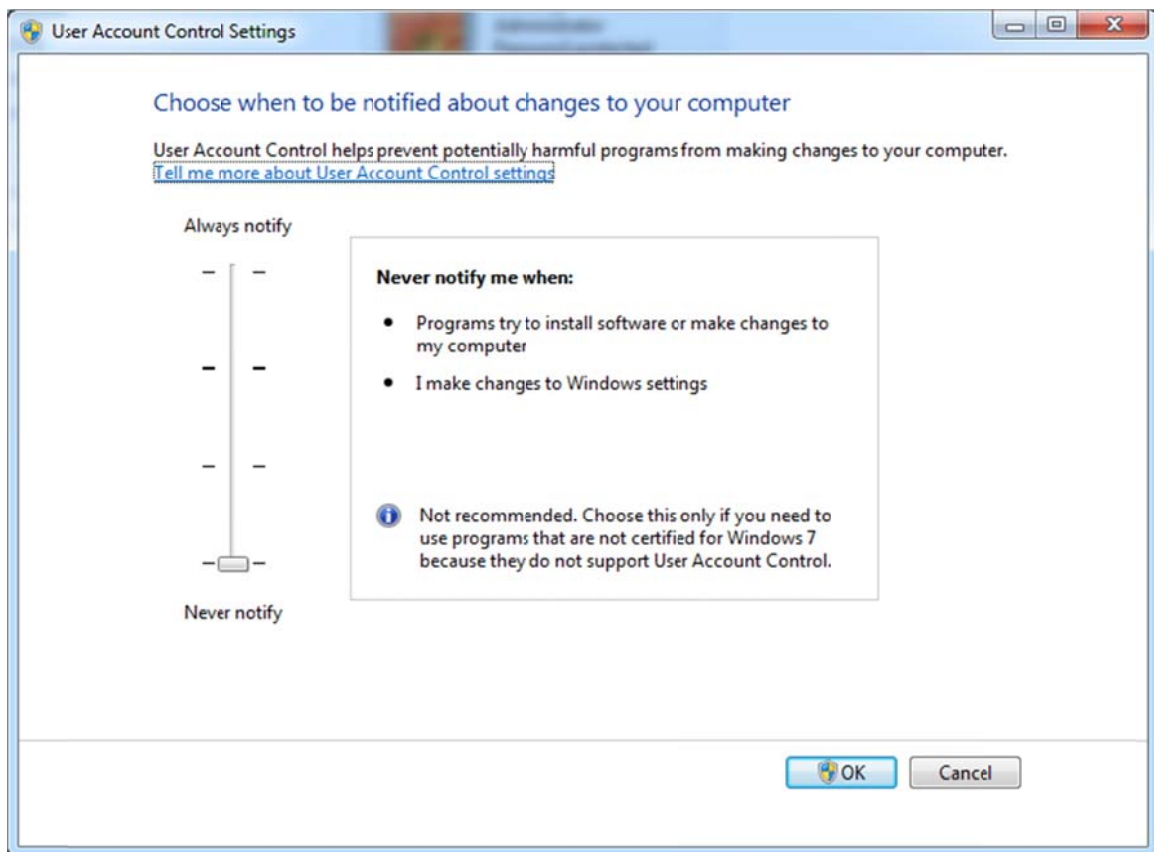 User Account Control Settings
Choose when to be notified about changes to your computer
User Account Control helps prevent potentially harmful programs from making changes to your computer.
Tell me more about User Account Control settings
Always notify
Never notify me when:
• Programs try to install software or make changes to
my computer
• I make changes to Windows settings
Not recommended. Choose this only if you need to
use programs that are not certified for Windows 7
because they do not support User Account Control.
Never notify
OK
Cancel